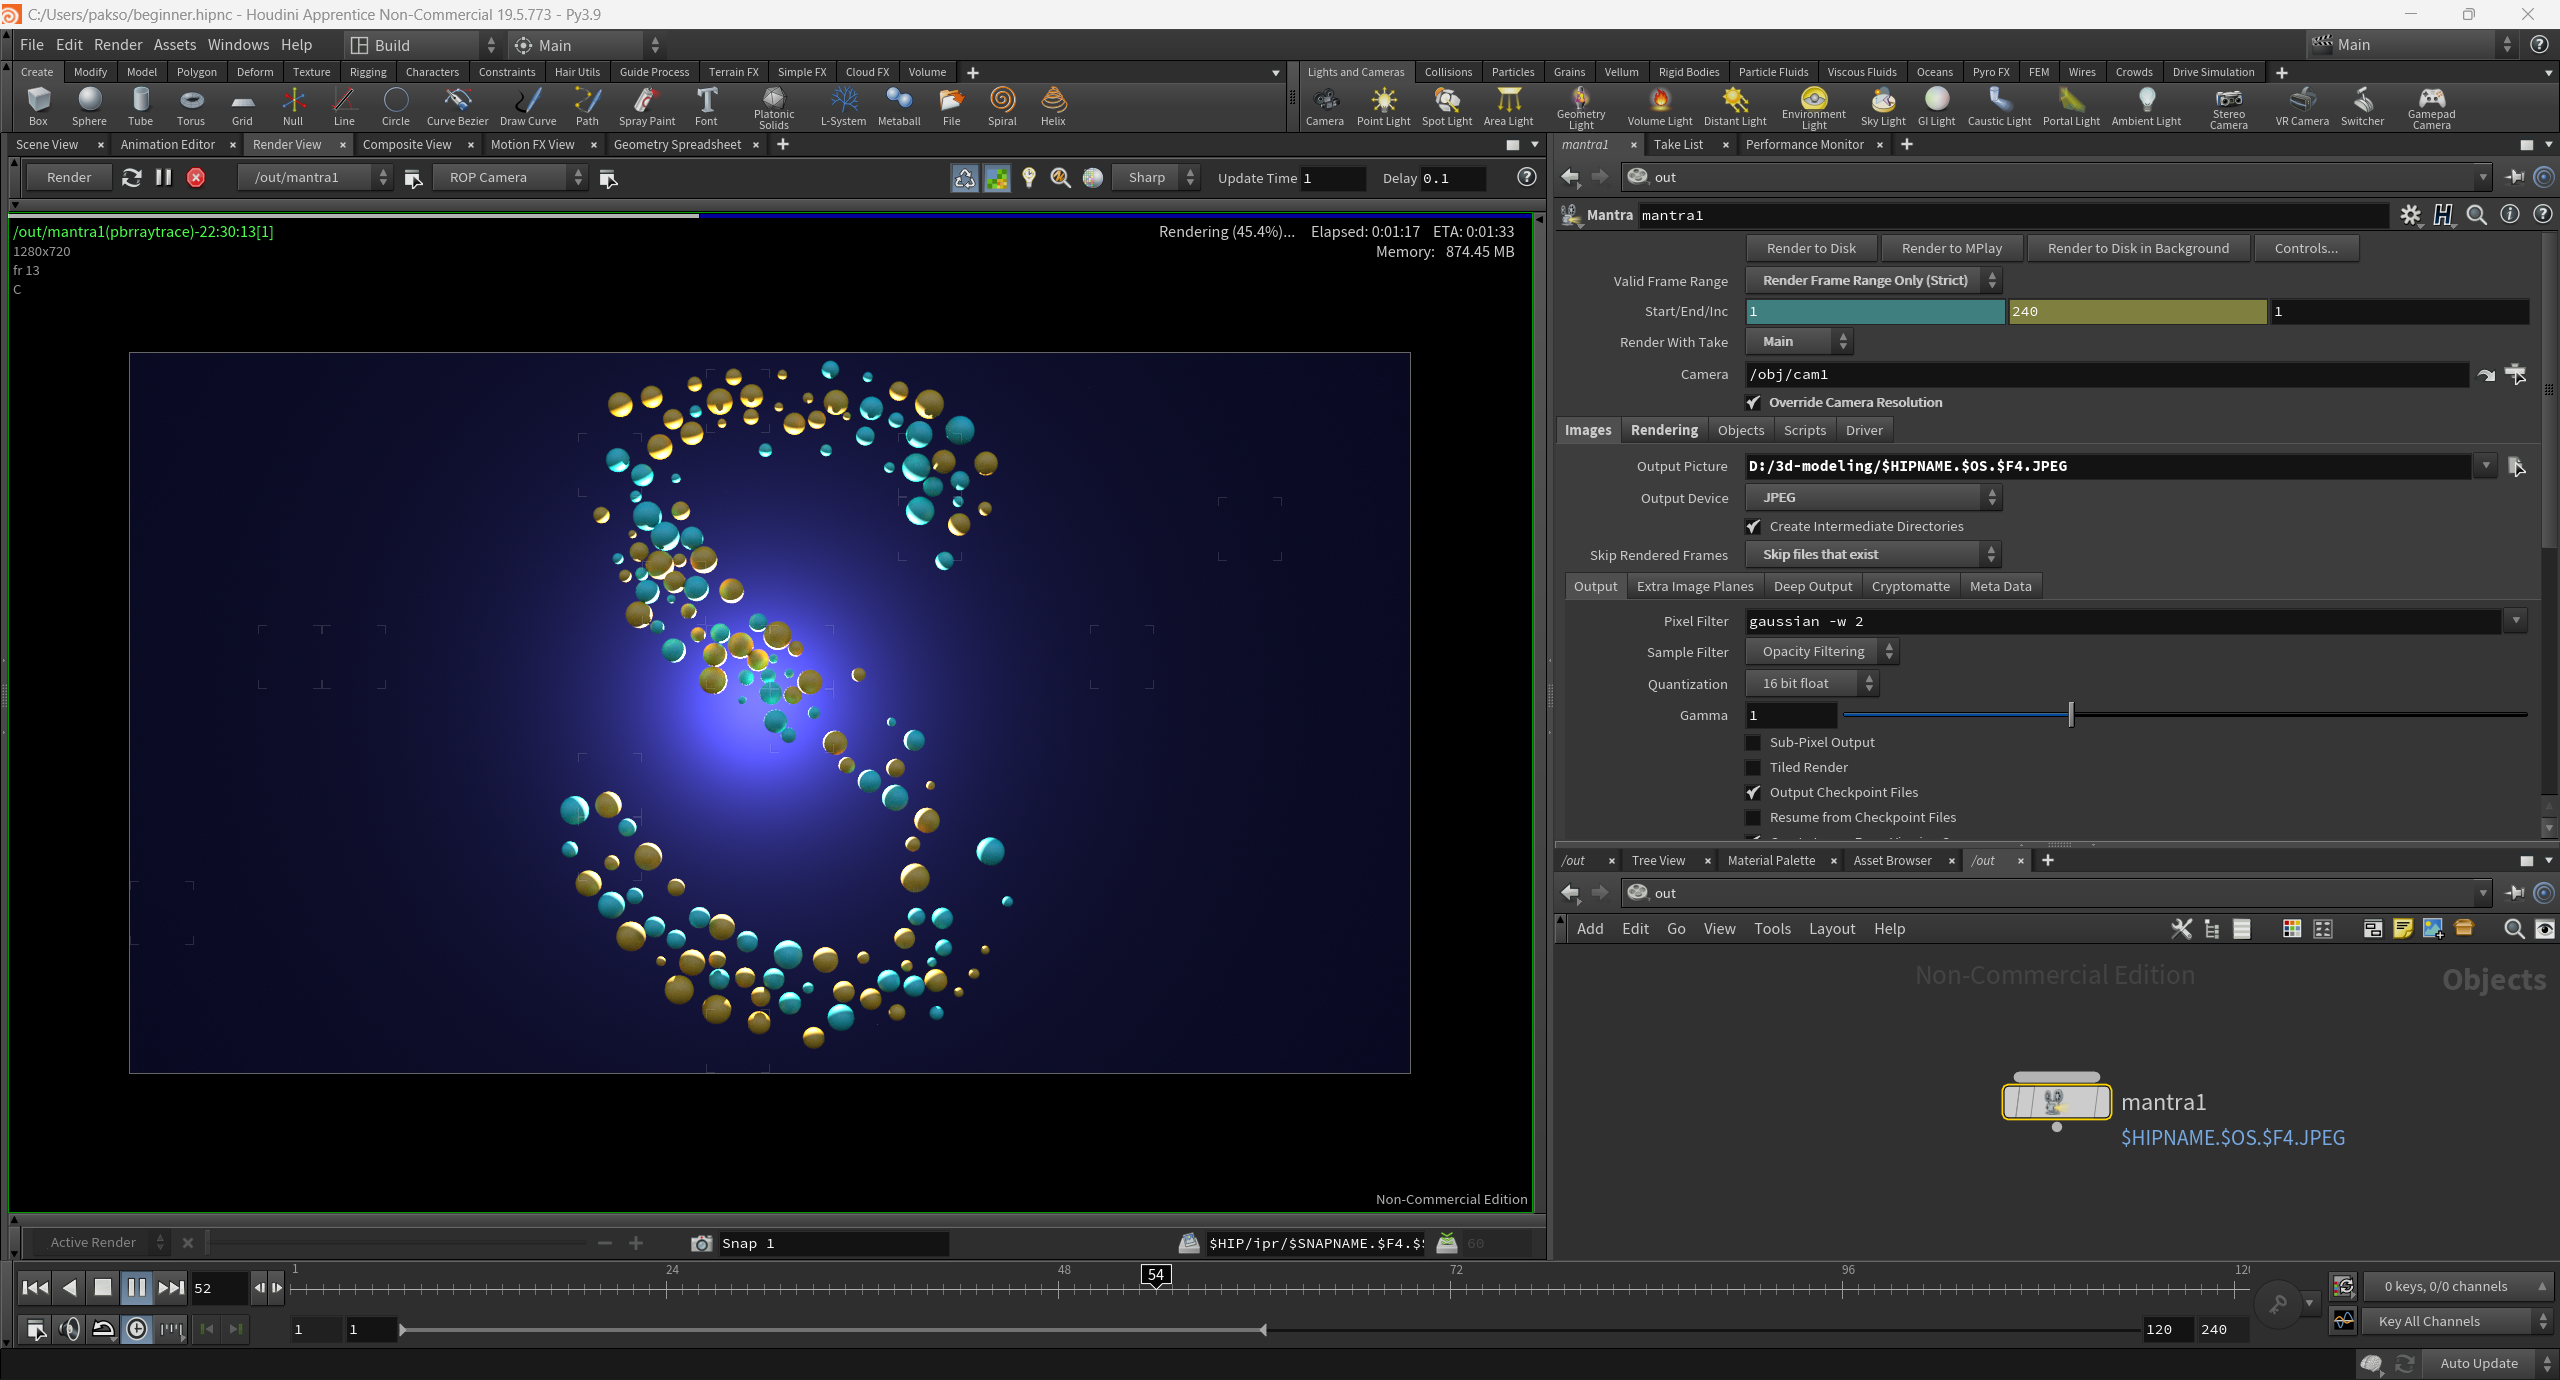 C:/Users/pakso/beginner.hipnc - Houdini Apprentice Non-Commercial 19.5.773 - Py3.9
File Edit Render Assets Windows Help Build Main Main
Create Modify Model Polygon Deform Texture Rigging Characters Constraints Hair Utils Guide Process Terrain FX Simple FX Cloud FX Volume
Lights and Cameras Collisions Particles Grains Vellum Rigid Bodies Particle Fluids Viscous Fluids Oceans Pyro FX FEM Wires Crowds Drive Simulation
Box Sphere Tube Torus Grid Null Line Circle Curve Bezier Draw Curve Path Spray Paint Font Platonic Solids L-System Metaball File Spiral Helix
Camera Point Light Spot Light Area Light Geometry Light Volume Light Distant Light Environment Light Sky Light GI Light Caustic Light Portal Light Ambient Light Stereo Camera VR Camera Switcher Gamepad Camera
Scene View Animation Editor Render View Composite View Motion FX View Geometry Spreadsheet
Render /out/mantra1 ROP Camera Sharp Update Time 1 Delay 0.1
/out/mantra1(pbrraytrace)-22:30:13[1]
1280x720
fr 13
C
Rendering (45.4%)... Elapsed: 0:01:17 ETA: 0:01:33
Memory: 874.45 MB
Non-Commercial Edition
Active Render Snap 1 $HIP/ipr/$SNAPNAME.$F4.$ 60
mantra1 Take List Performance Monitor
out
Mantra mantra1
Render to Disk Render to MPlay Render to Disk in Background Controls...
Valid Frame Range Render Frame Range Only (Strict)
Start/End/Inc 1 240 1
Render With Take Main
Camera /obj/cam1
Override Camera Resolution
Images Rendering Objects Scripts Driver
Output Picture D:/3d-modeling/$HIPNAME.$OS.$F4.JPEG
Output Device JPEG
Create Intermediate Directories
Skip Rendered Frames Skip files that exist
Output Extra Image Planes Deep Output Cryptomatte Meta Data
Pixel Filter gaussian -w 2
Sample Filter Opacity Filtering
Quantization 16 bit float
Gamma 1
Sub-Pixel Output
Tiled Render
Output Checkpoint Files
Resume from Checkpoint Files
/out Tree View Material Palette Asset Browser /out
out
Add Edit Go View Tools Layout Help
Non-Commercial Edition Objects
mantra1
$HIPNAME.$OS.$F4.JPEG
52 1 24 48 54 72 96 120
0 keys, 0/0 channels
1 1 120 240
Key All Channels
Auto Update